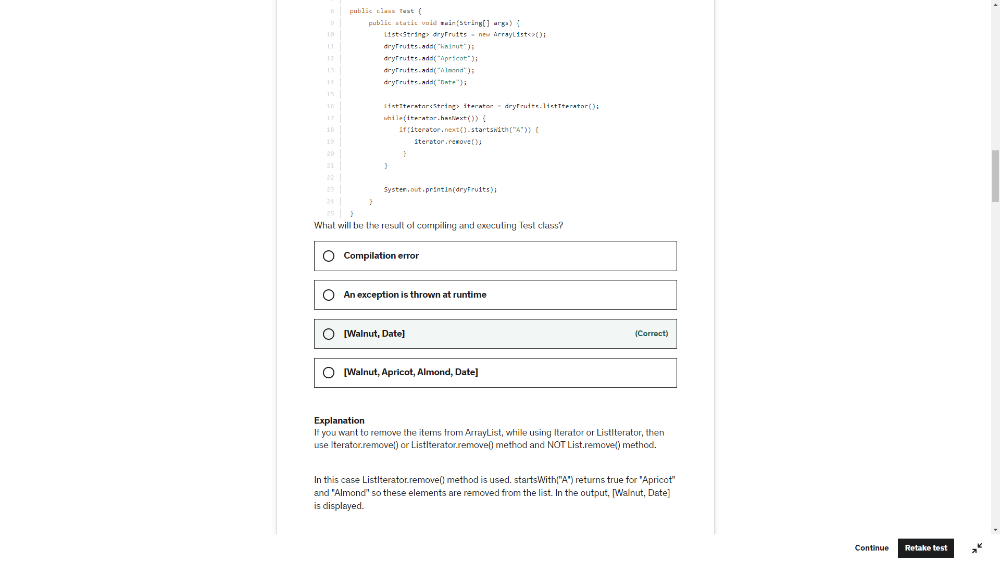 8 public class Test {
9 public static void main(String[] args) {
10 List<String> dryFruits = new ArrayList<>();
11 dryFruits.add("Walnut");
12 dryFruits.add("Apricot");
13 dryFruits.add("Almond");
14 dryFruits.add("Date");
15
16 ListIterator<String> iterator = dryFruits.listIterator();
17 while(iterator.hasNext()) {
18 if(iterator.next().startsWith("A")) {
19 iterator.remove();
20 }
21 }
22
23 System.out.println(dryFruits);
24 }
25 }
What will be the result of compiling and executing Test class?
Compilation error
An exception is thrown at runtime
[Walnut, Date] (Correct)
[Walnut, Apricot, Almond, Date]
Explanation
If you want to remove the items from ArrayList, while using Iterator or ListIterator, then
use Iterator.remove() or ListIterator.remove() method and NOT List.remove() method.
In this case ListIterator.remove() method is used. startsWith("A") returns true for "Apricot"
and "Almond" so these elements are removed from the list. In the output, [Walnut, Date]
is displayed.
Continue Retake test